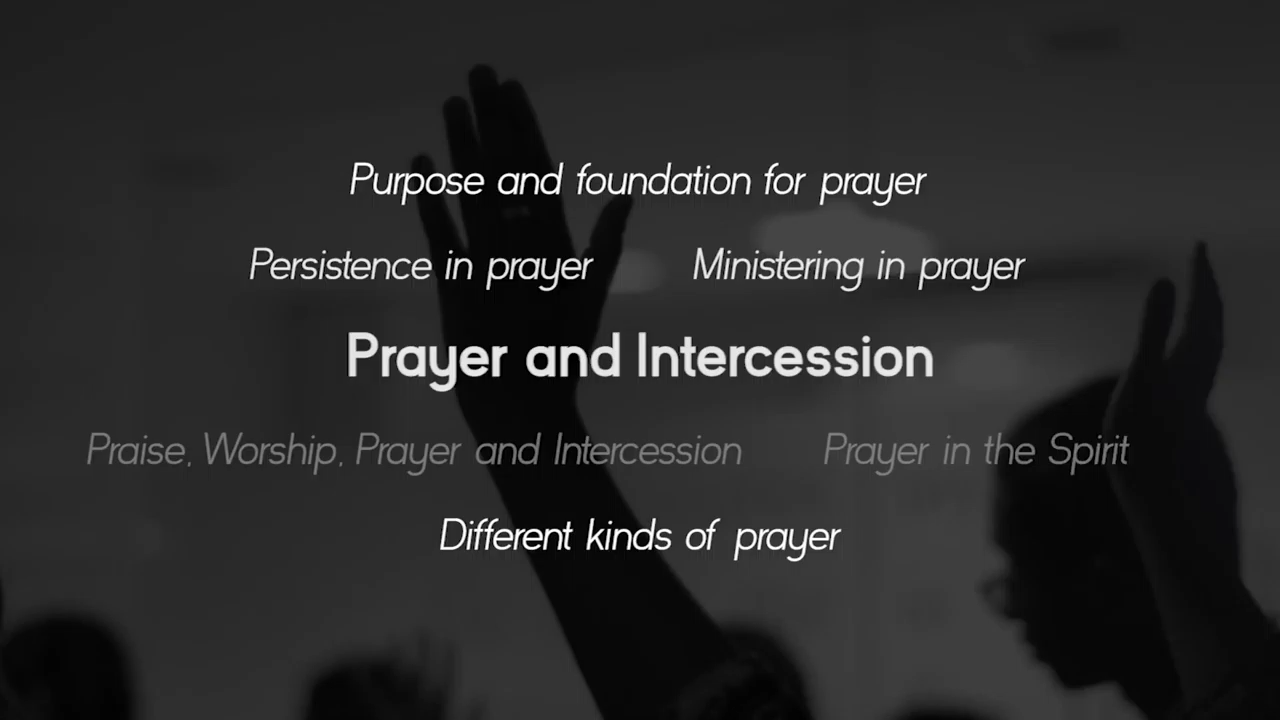 Purpose and foundation for prayer
Persistence in prayer Ministering in prayer
Prayer and Intercession
Praise, Worship, Prayer and Intercession Prayer in the Spirit
Different kinds of prayer